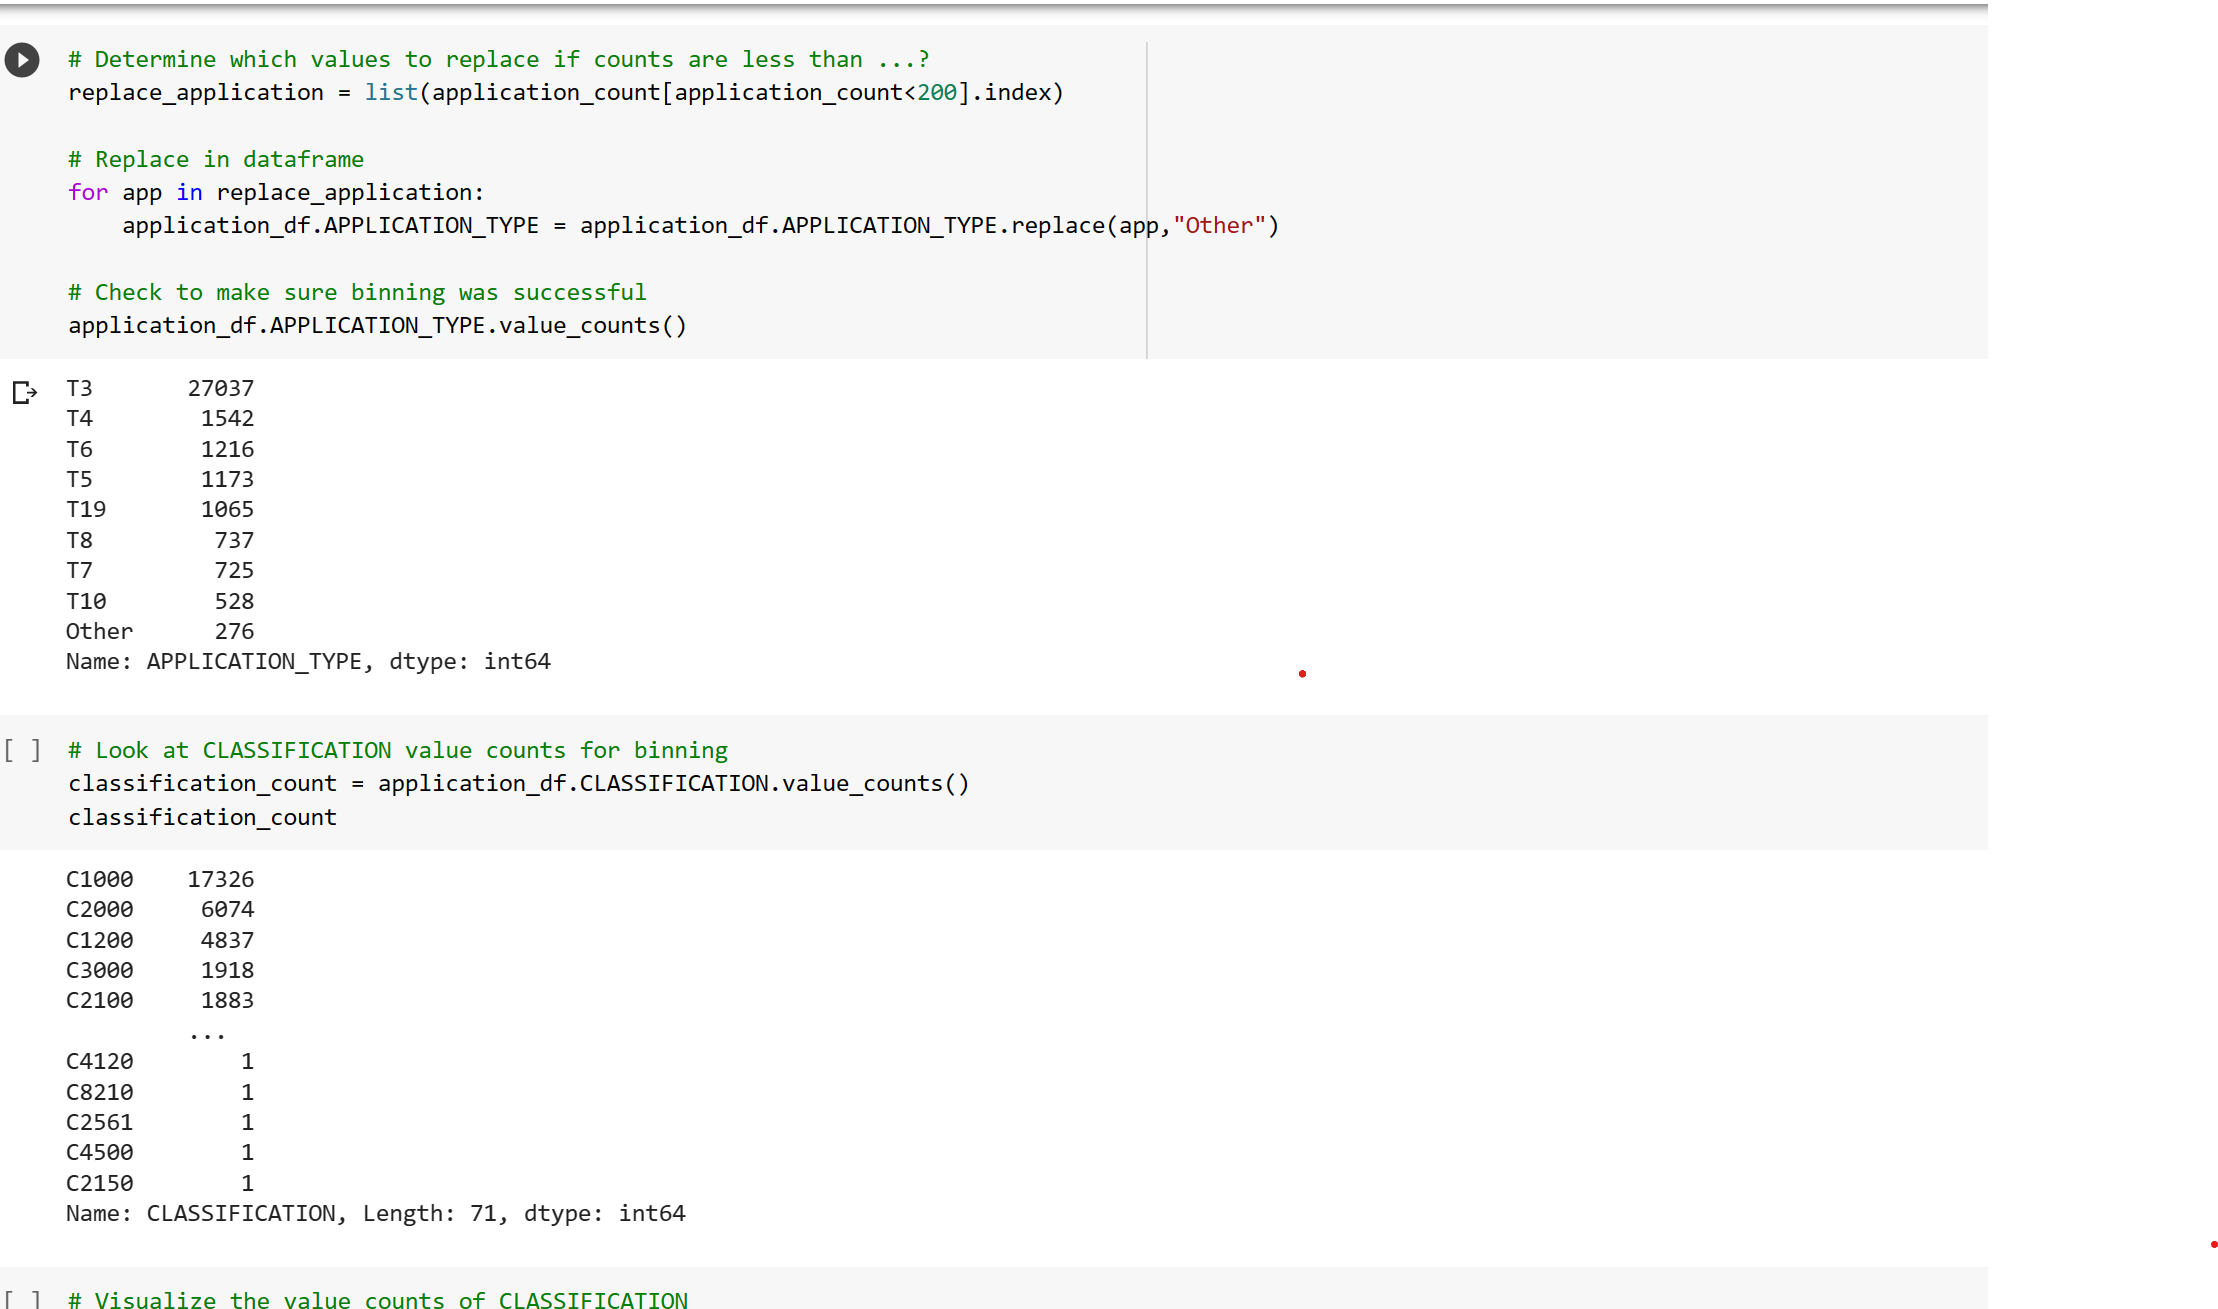 # Determine which values to replace if counts are less than ...?
replace_application = list(application_count[application_count<200].index)
# Replace in dataframe
for app in replace_application:
    application_df.APPLICATION_TYPE = application_df.APPLICATION_TYPE.replace(app,"Other")
# Check to make sure binning was successful
application_df.APPLICATION_TYPE.value_counts()
T3       27037
T4        1542
T6        1216
T5        1173
T19       1065
T8         737
T7         725
T10        528
Other      276
Name: APPLICATION_TYPE, dtype: int64
[ ] # Look at CLASSIFICATION value counts for binning
classification_count = application_df.CLASSIFICATION.value_counts()
classification_count
C1000    17326
C2000     6074
C1200     4837
C3000     1918
C2100     1883
         ...
C4120        1
C8210        1
C2561        1
C4500        1
C2150        1
Name: CLASSIFICATION, Length: 71, dtype: int64
[ ] # Visualize the value counts of CLASSIFICATION